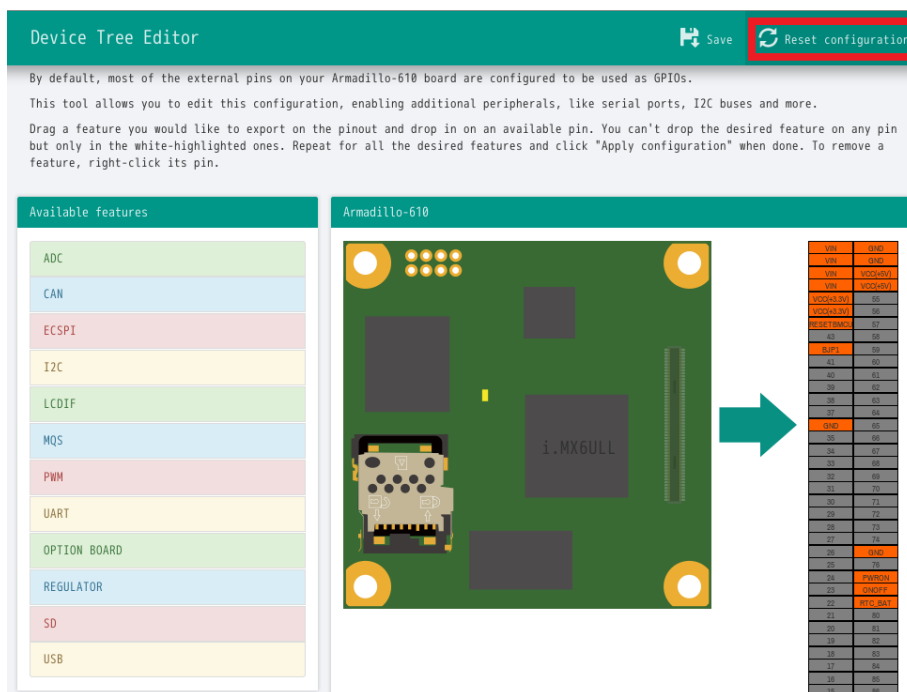 Device Tree Editor
Save
Reset configuration
By default, most of the external pins on your Armadillo-610 board are configured to be used as GPIOs.
This tool allows you to edit this configuration, enabling additional peripherals, like serial ports, I2C buses and more.
Drag a feature you would like to export on the pinout and drop in on an available pin. You can't drop the desired feature on any pin
but only in the white-highlighted ones. Repeat for all the desired features and click "Apply configuration" when done. To remove a
feature, right-click its pin.
Available features
Armadillo-610
ADC
CAN
ECSPI
I2C
LCDIF
MQS
PWM
UART
OPTION BOARD
REGULATOR
SD
USB
i.MX6ULL
VIN GND
VIN GND
VIN VCC(+5V)
VIN VCC(+5V)
VCC(+3.3V) 55
VCC(+3.3V) 56
RESETBMCU 57
43 58
BJP1 59
41 60
40 61
39 62
38 63
37 64
GND 65
35 66
34 67
33 68
32 69
31 70
30 71
29 72
28 73
27 74
26 GND
25 76
24 PWRON
23 ONOFF
22 RTC_BAT
21 80
20 81
19 82
18 83
17 84
16 85